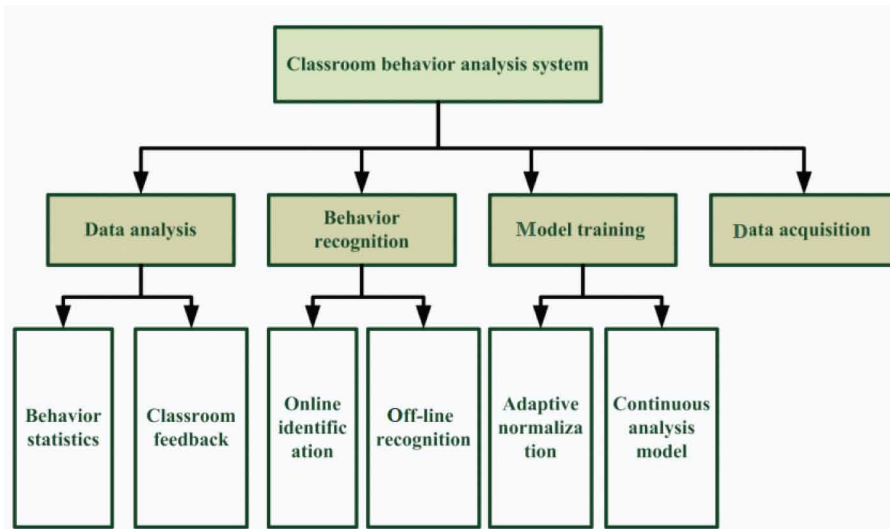 Classroom behavior analysis system
Data analysis
Behavior
recognition
Model training
Data acquisition
Behavior
statistics
Classroom
feedback
Online
identific
ation
Off-line
recognition
Adaptive
normaliza
tion
Continuous
analysis
model